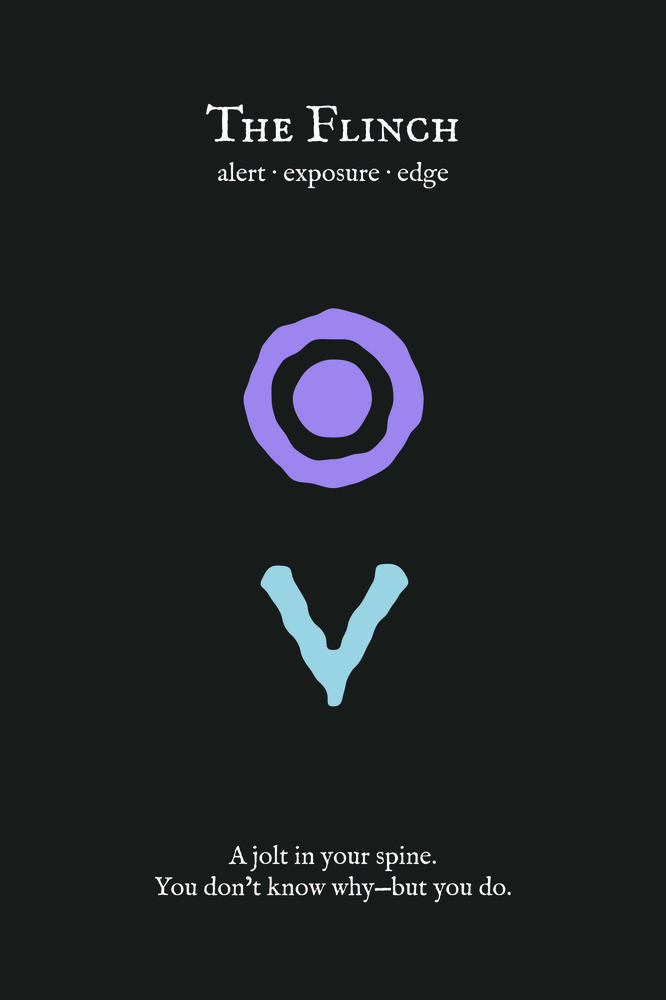 The Flinch
alert · exposure · edge
A jolt in your spine.
You don't know why—but you do.